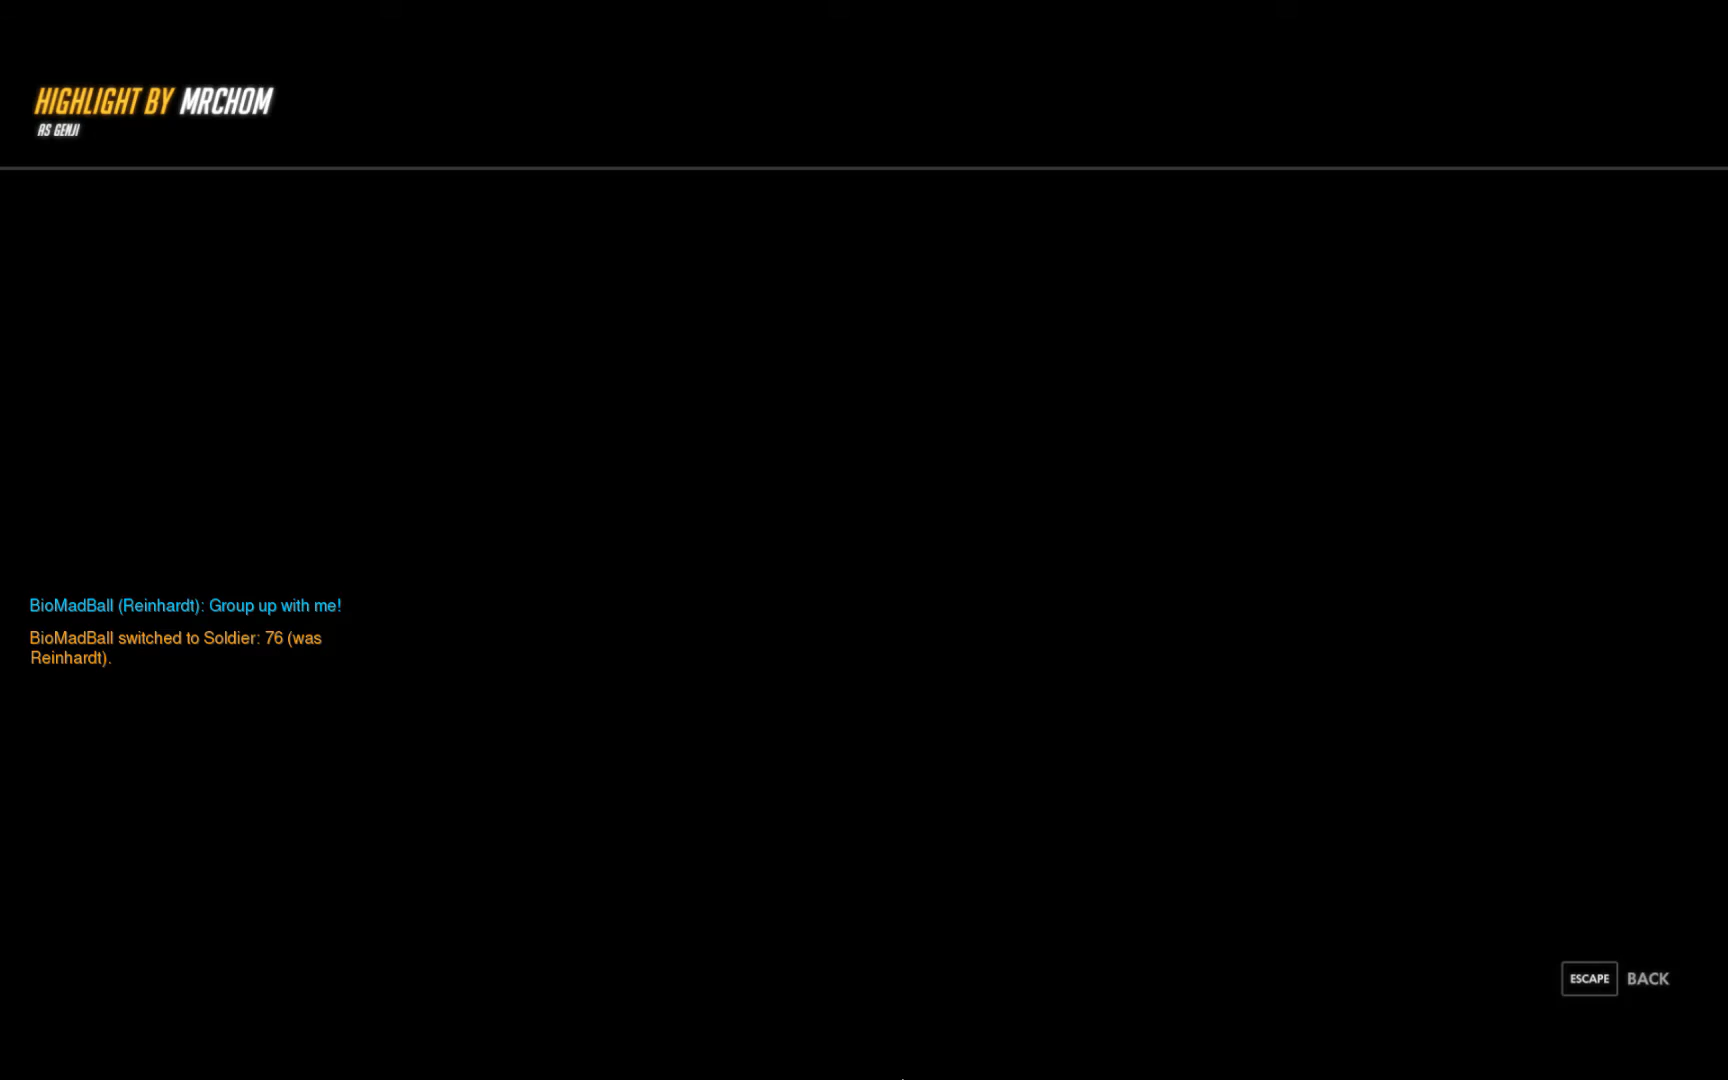 HIGHLIGHT BY MRCHOM
AS GENJI
BioMadBall (Reinhardt): Group up with me!
BioMadBall switched to Soldier: 76 (was
Reinhardt).
ESCAPE BACK